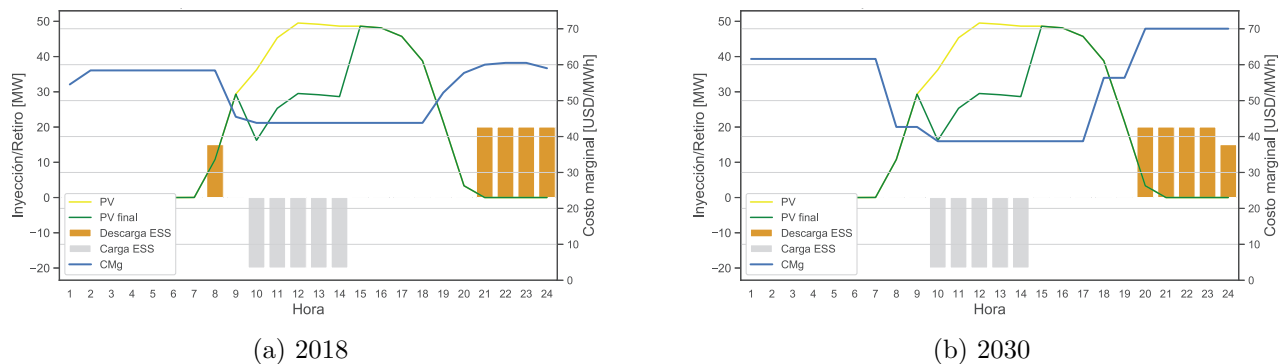 Inyección/Retiro [MW]
50
40
30
20
10
0
−10
−20
PV
PV final
Descarga ESS
Carga ESS
CMg
70
60
50
40
30
20
10
0
Costo marginal [USD/MWh]
1 2 3 4 5 6 7 8 9 10 11 12 13 14 15 16 17 18 19 20 21 22 23 24
Hora
(a) 2018
Inyección/Retiro [MW]
50
40
30
20
10
0
−10
−20
PV
PV final
Descarga ESS
Carga ESS
CMg
70
60
50
40
30
20
10
0
Costo marginal [USD/MWh]
1 2 3 4 5 6 7 8 9 10 11 12 13 14 15 16 17 18 19 20 21 22 23 24
Hora
(b) 2030